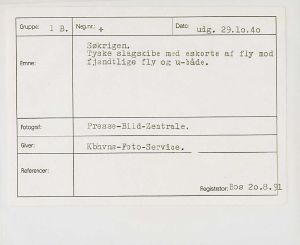 Gruppe: 1 B. Neg.nr.: + Dato: udg. 29.10.40
Emne: Søkrigen.
Tyske slagskibe med eskorte af fly mod
fjendtlige fly og u-både.
Fotograf: Presse-Bild-Zentrale.
Giver: Kbhvns-Foto-Service.
Referencer:
Registrator: Bos 20.8.91